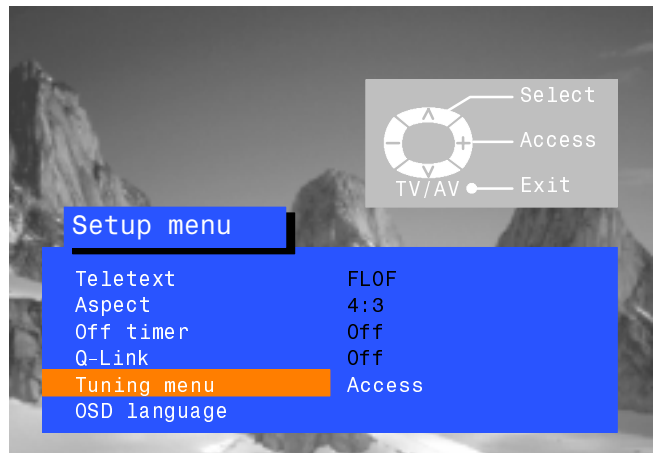 Select
Access
TV/AV Exit
Setup menu
Teletext FLOF
Aspect 4:3
Off timer Off
Q-Link Off
Tuning menu Access
OSD language